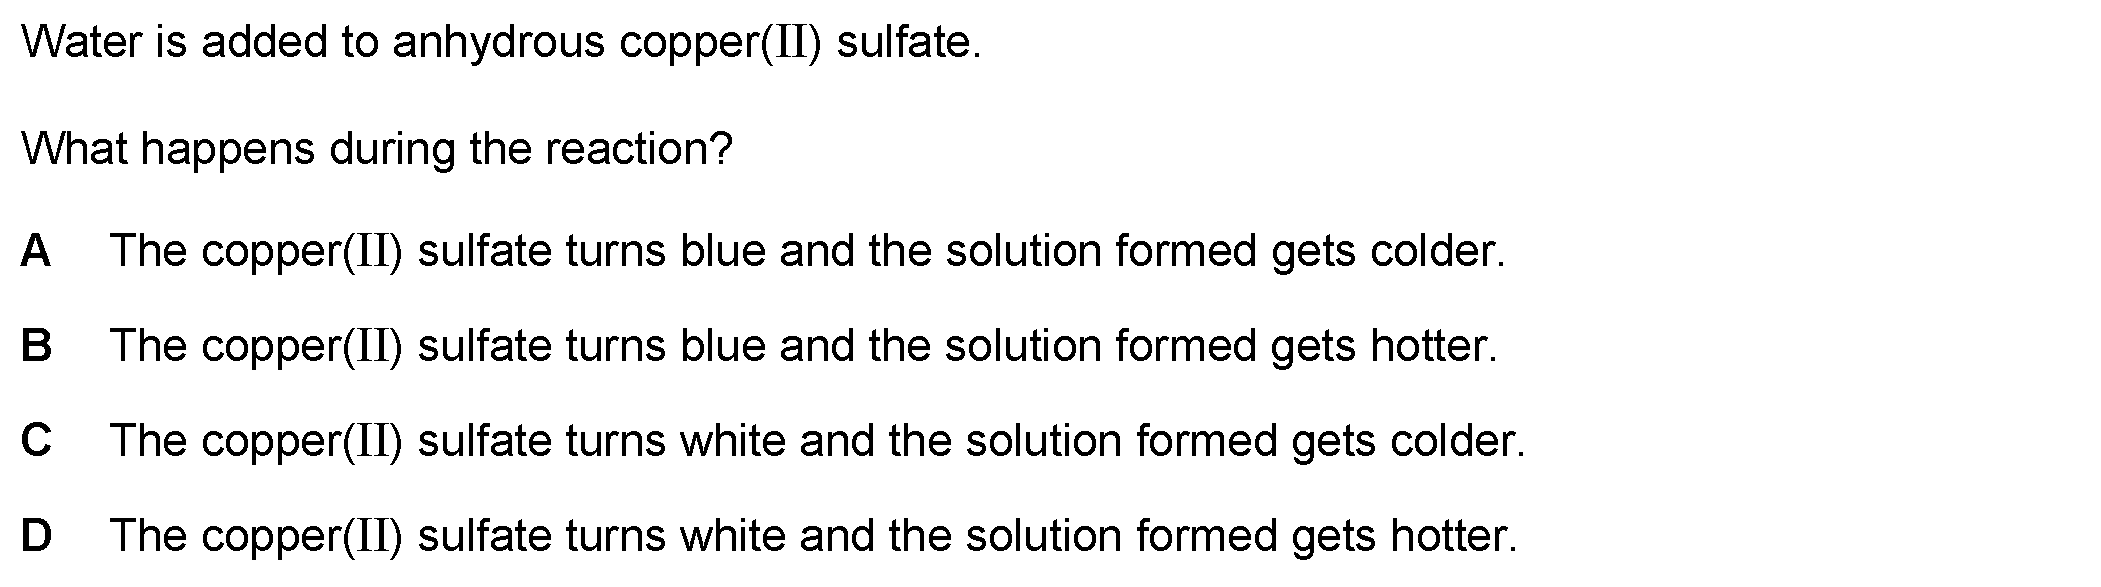 Water is added to anhydrous copper(II) sulfate.
What happens during the reaction?
A The copper(II) sulfate turns blue and the solution formed gets colder.
B The copper(II) sulfate turns blue and the solution formed gets hotter.
C The copper(II) sulfate turns white and the solution formed gets colder.
D The copper(II) sulfate turns white and the solution formed gets hotter.